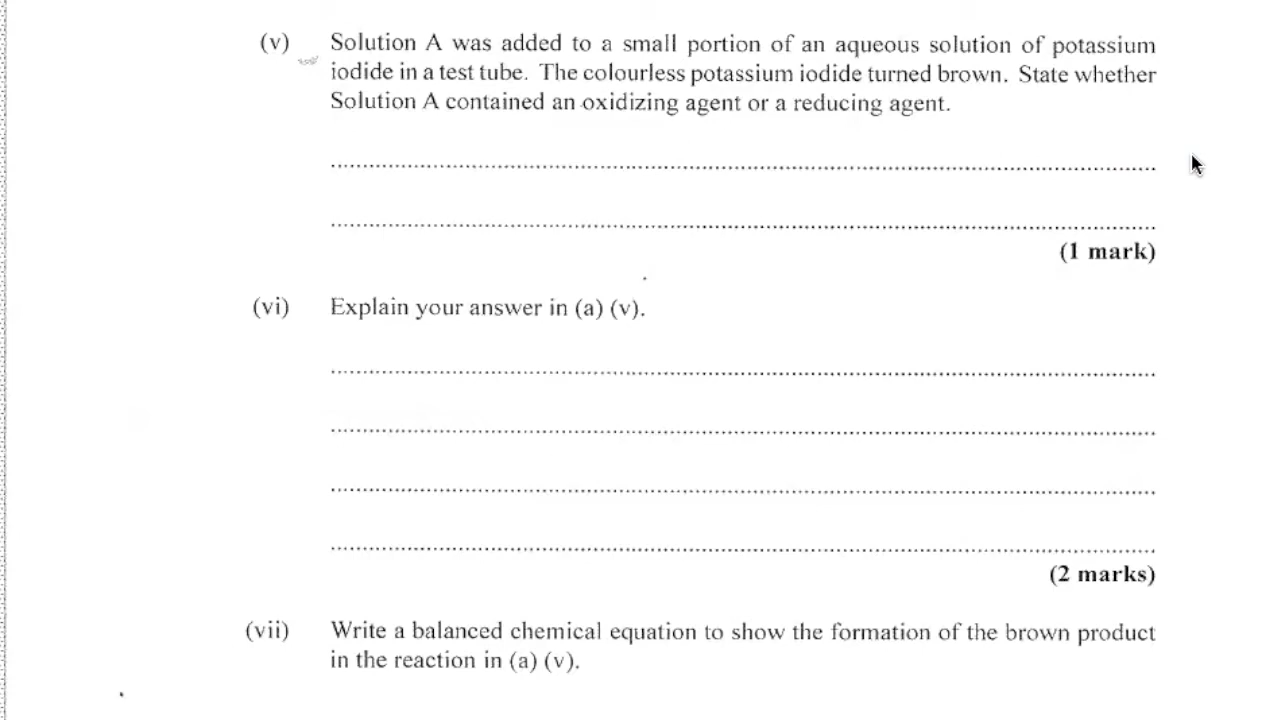 (v) Solution A was added to a small portion of an aqueous solution of potassium
iodide in a test tube. The colourless potassium iodide turned brown. State whether
Solution A contained an oxidizing agent or a reducing agent.
(1 mark)
(vi) Explain your answer in (a) (v).
(2 marks)
(vii) Write a balanced chemical equation to show the formation of the brown product
in the reaction in (a) (v).